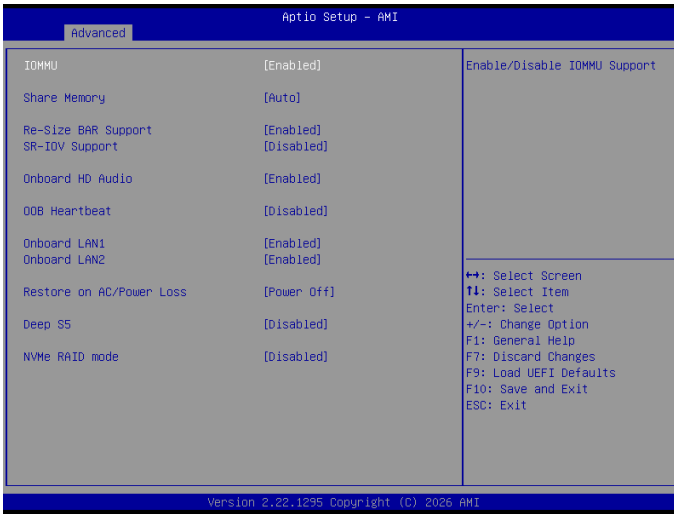 Aptio Setup - AMI
Advanced
IOMMU [Enabled]
Share Memory [Auto]
Re-Size BAR Support [Enabled]
SR-IOV Support [Disabled]
Onboard HD Audio [Enabled]
OOB Heartbeat [Disabled]
Onboard LAN1 [Enabled]
Onboard LAN2 [Enabled]
Restore on AC/Power Loss [Power Off]
Deep S5 [Disabled]
NVMe RAID mode [Disabled]
Enable/Disable IOMMU Support
↔: Select Screen
↑↓: Select Item
Enter: Select
+/-: Change Option
F1: General Help
F7: Discard Changes
F9: Load UEFI Defaults
F10: Save and Exit
ESC: Exit
Version 2.22.1295 Copyright (C) 2026 AMI